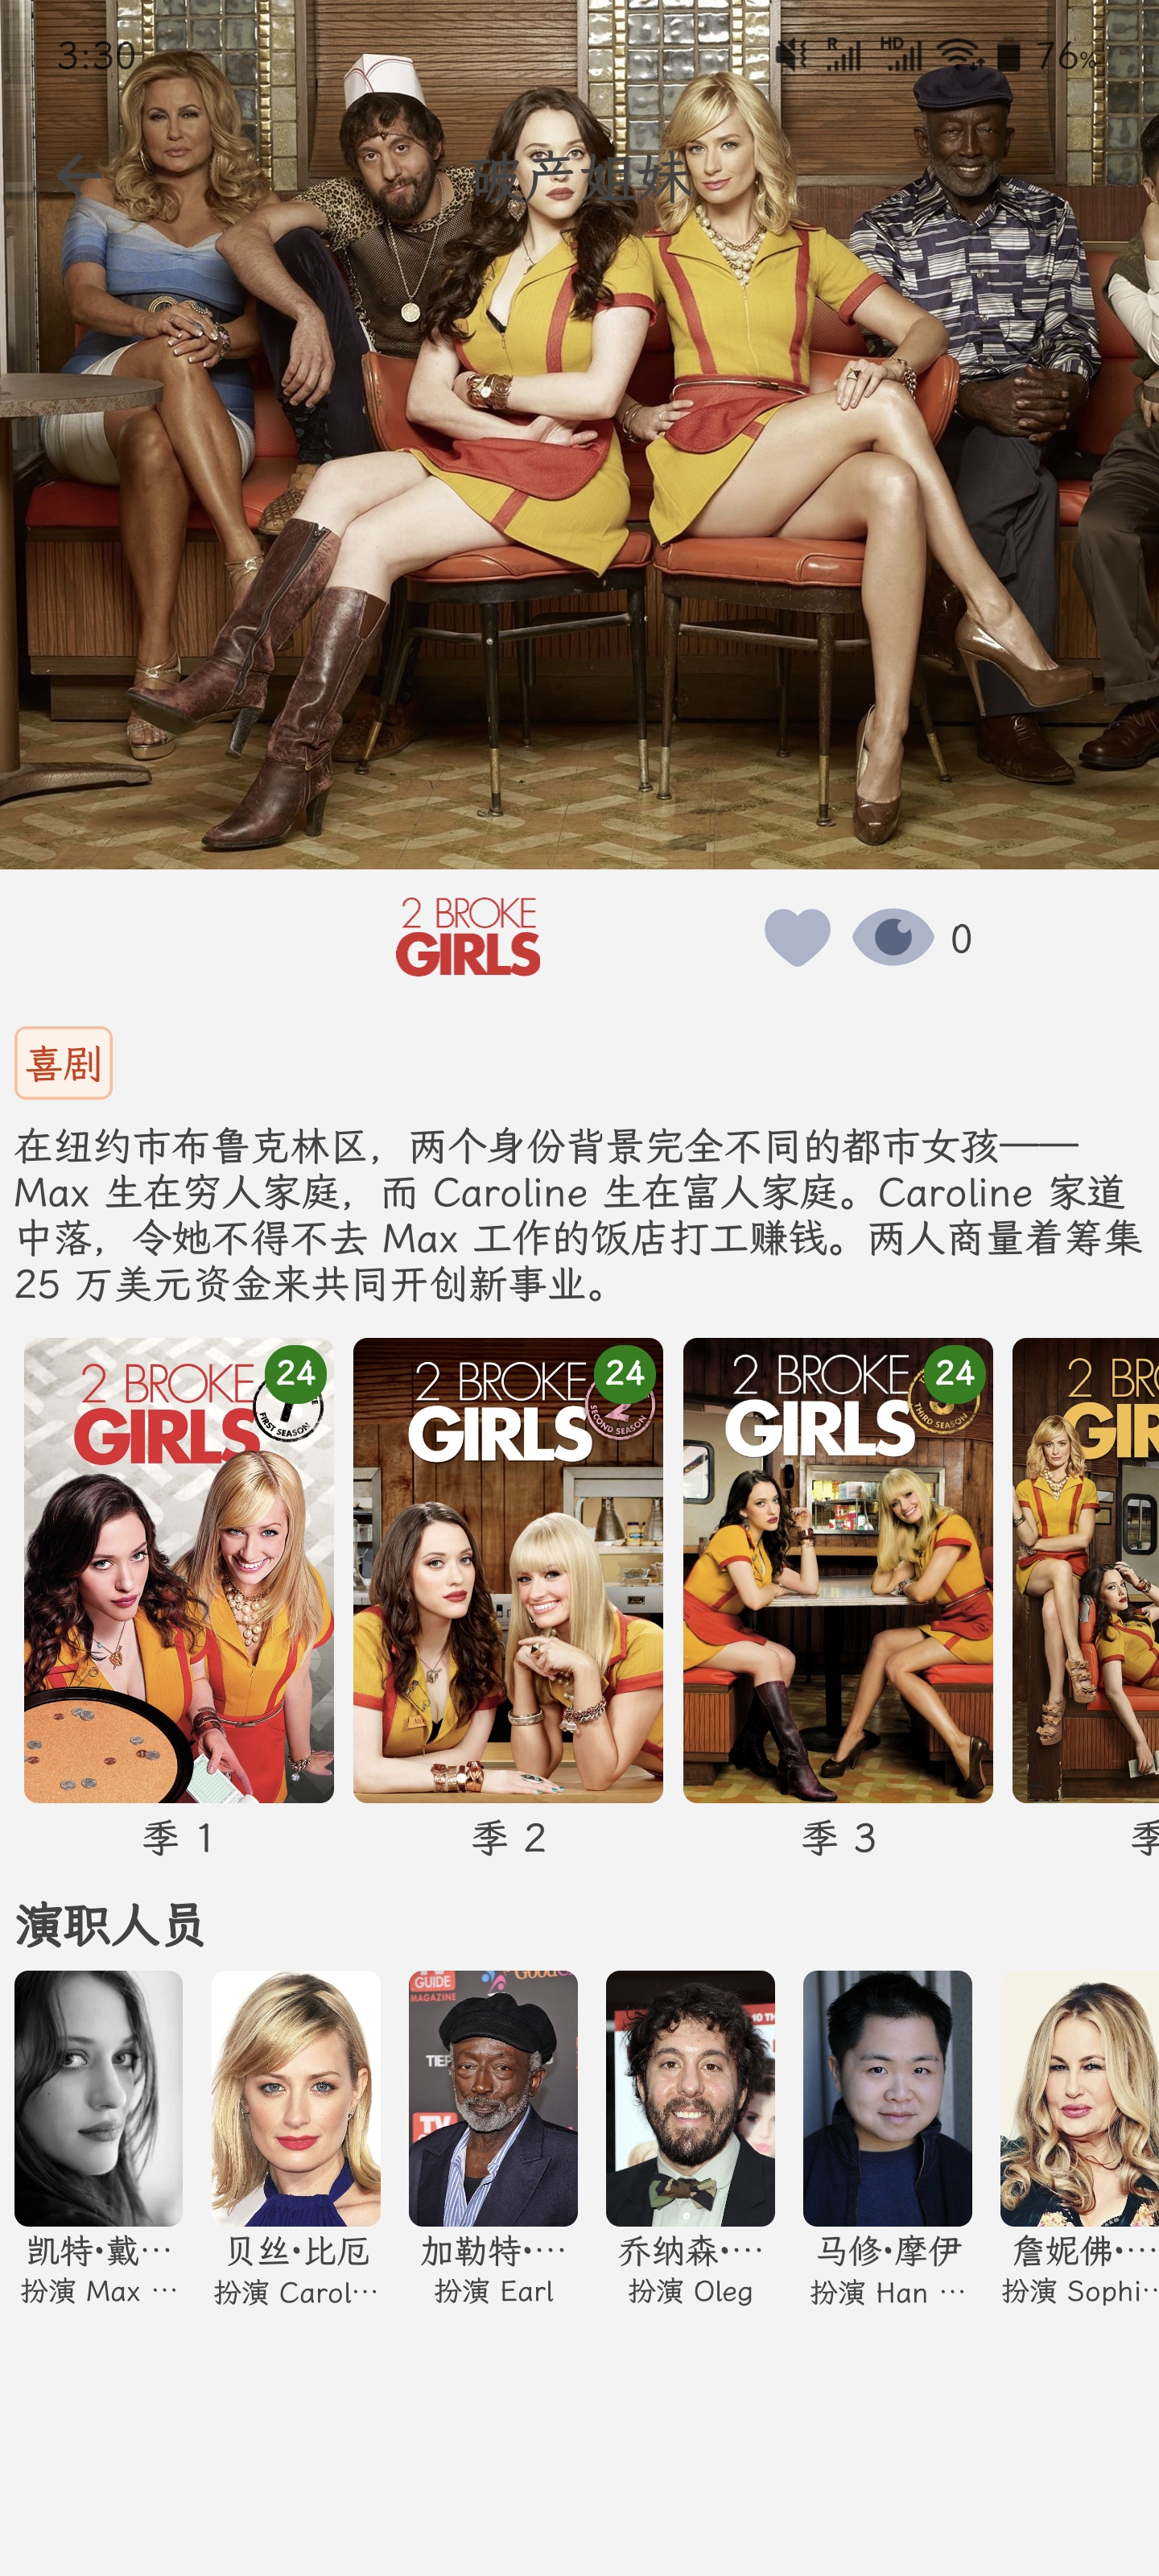 3:30
R
HD
76%
破产姐妹
2 BROKE
GIRLS
0
喜剧
在纽约市布鲁克林区，两个身份背景完全不同的都市女孩——
Max 生在穷人家庭，而 Caroline 生在富人家庭。Caroline 家道
中落，令她不得不去 Max 工作的饭店打工赚钱。两人商量着筹集
25 万美元资金来共同开创新事业。
2 BROKE
GIRLS
24
FIRST SEASON
2 BROKE
GIRLS
24
2
SECOND SEASON
2 BROKE
GIRLS
24
THIRD SEASON
2 BRO
GIR
季 1
季 2
季 3
季
演职人员
TV
GUIDE
MAGAZINE
凯特·戴…
贝丝·比厄
加勒特·…
乔纳森·…
马修·摩伊
詹妮佛·…
扮演 Max …
扮演 Carol…
扮演 Earl
扮演 Oleg
扮演 Han …
扮演 Sophi…